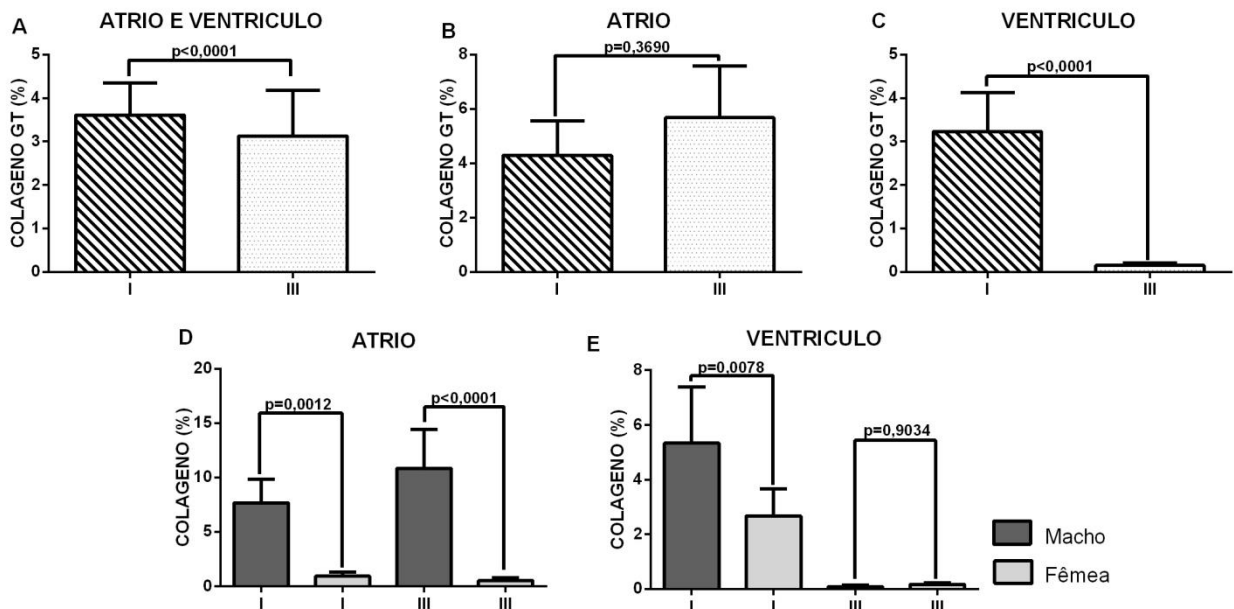 A
ATRIO E VENTRICULO
p<0,0001
COLAGENO GT (%)
5
4
3
2
1
0
I
III
B
ATRIO
p=0,3690
COLAGENO GT (%)
8
6
4
2
0
I
III
C
VENTRICULO
p<0,0001
COLAGENO GT (%)
5
4
3
2
1
0
I
III
D
ATRIO
p=0,0012
p<0,0001
COLAGENO (%)
20
15
10
5
0
I
I
III
III
E
VENTRICULO
p=0,0078
p=0,9034
COLAGENO (%)
8
6
4
2
0
I
I
III
III
Macho
Fêmea